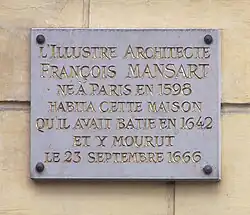 L'ILLUSTRE ARCHITECTE
FRANÇOIS MANSART
NÉ À PARIS EN 1598
HABITA CETTE MAISON
QU'IL AVAIT BATIE EN 1642
ET Y MOURUT
LE 23 SEPTEMBRE 1666